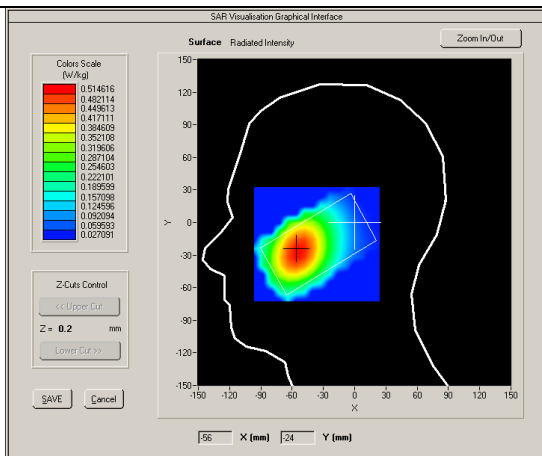 SAR Visualisation Graphical Interface
Surface Radiated Intensity
Zoom In/Out
Colors Scale
(W/kg)
0.514616
0.482114
0.449613
0.417111
0.384609
0.352108
0.319606
0.287104
0.254603
0.222101
0.189599
0.157098
0.124596
0.092094
0.059593
0.027091
Z-Cuts Control
<< Upper Cut
Z = 0.2 mm
Lower Cut >>
SAVE Cancel
150-
120-
90-
60-
30-
0-
-30-
-60-
-90-
-120-
-150-
Y
-150 -120 -90 -60 -30 0 30 60 90 120 150
X
-56 X (mm) -24 Y (mm)